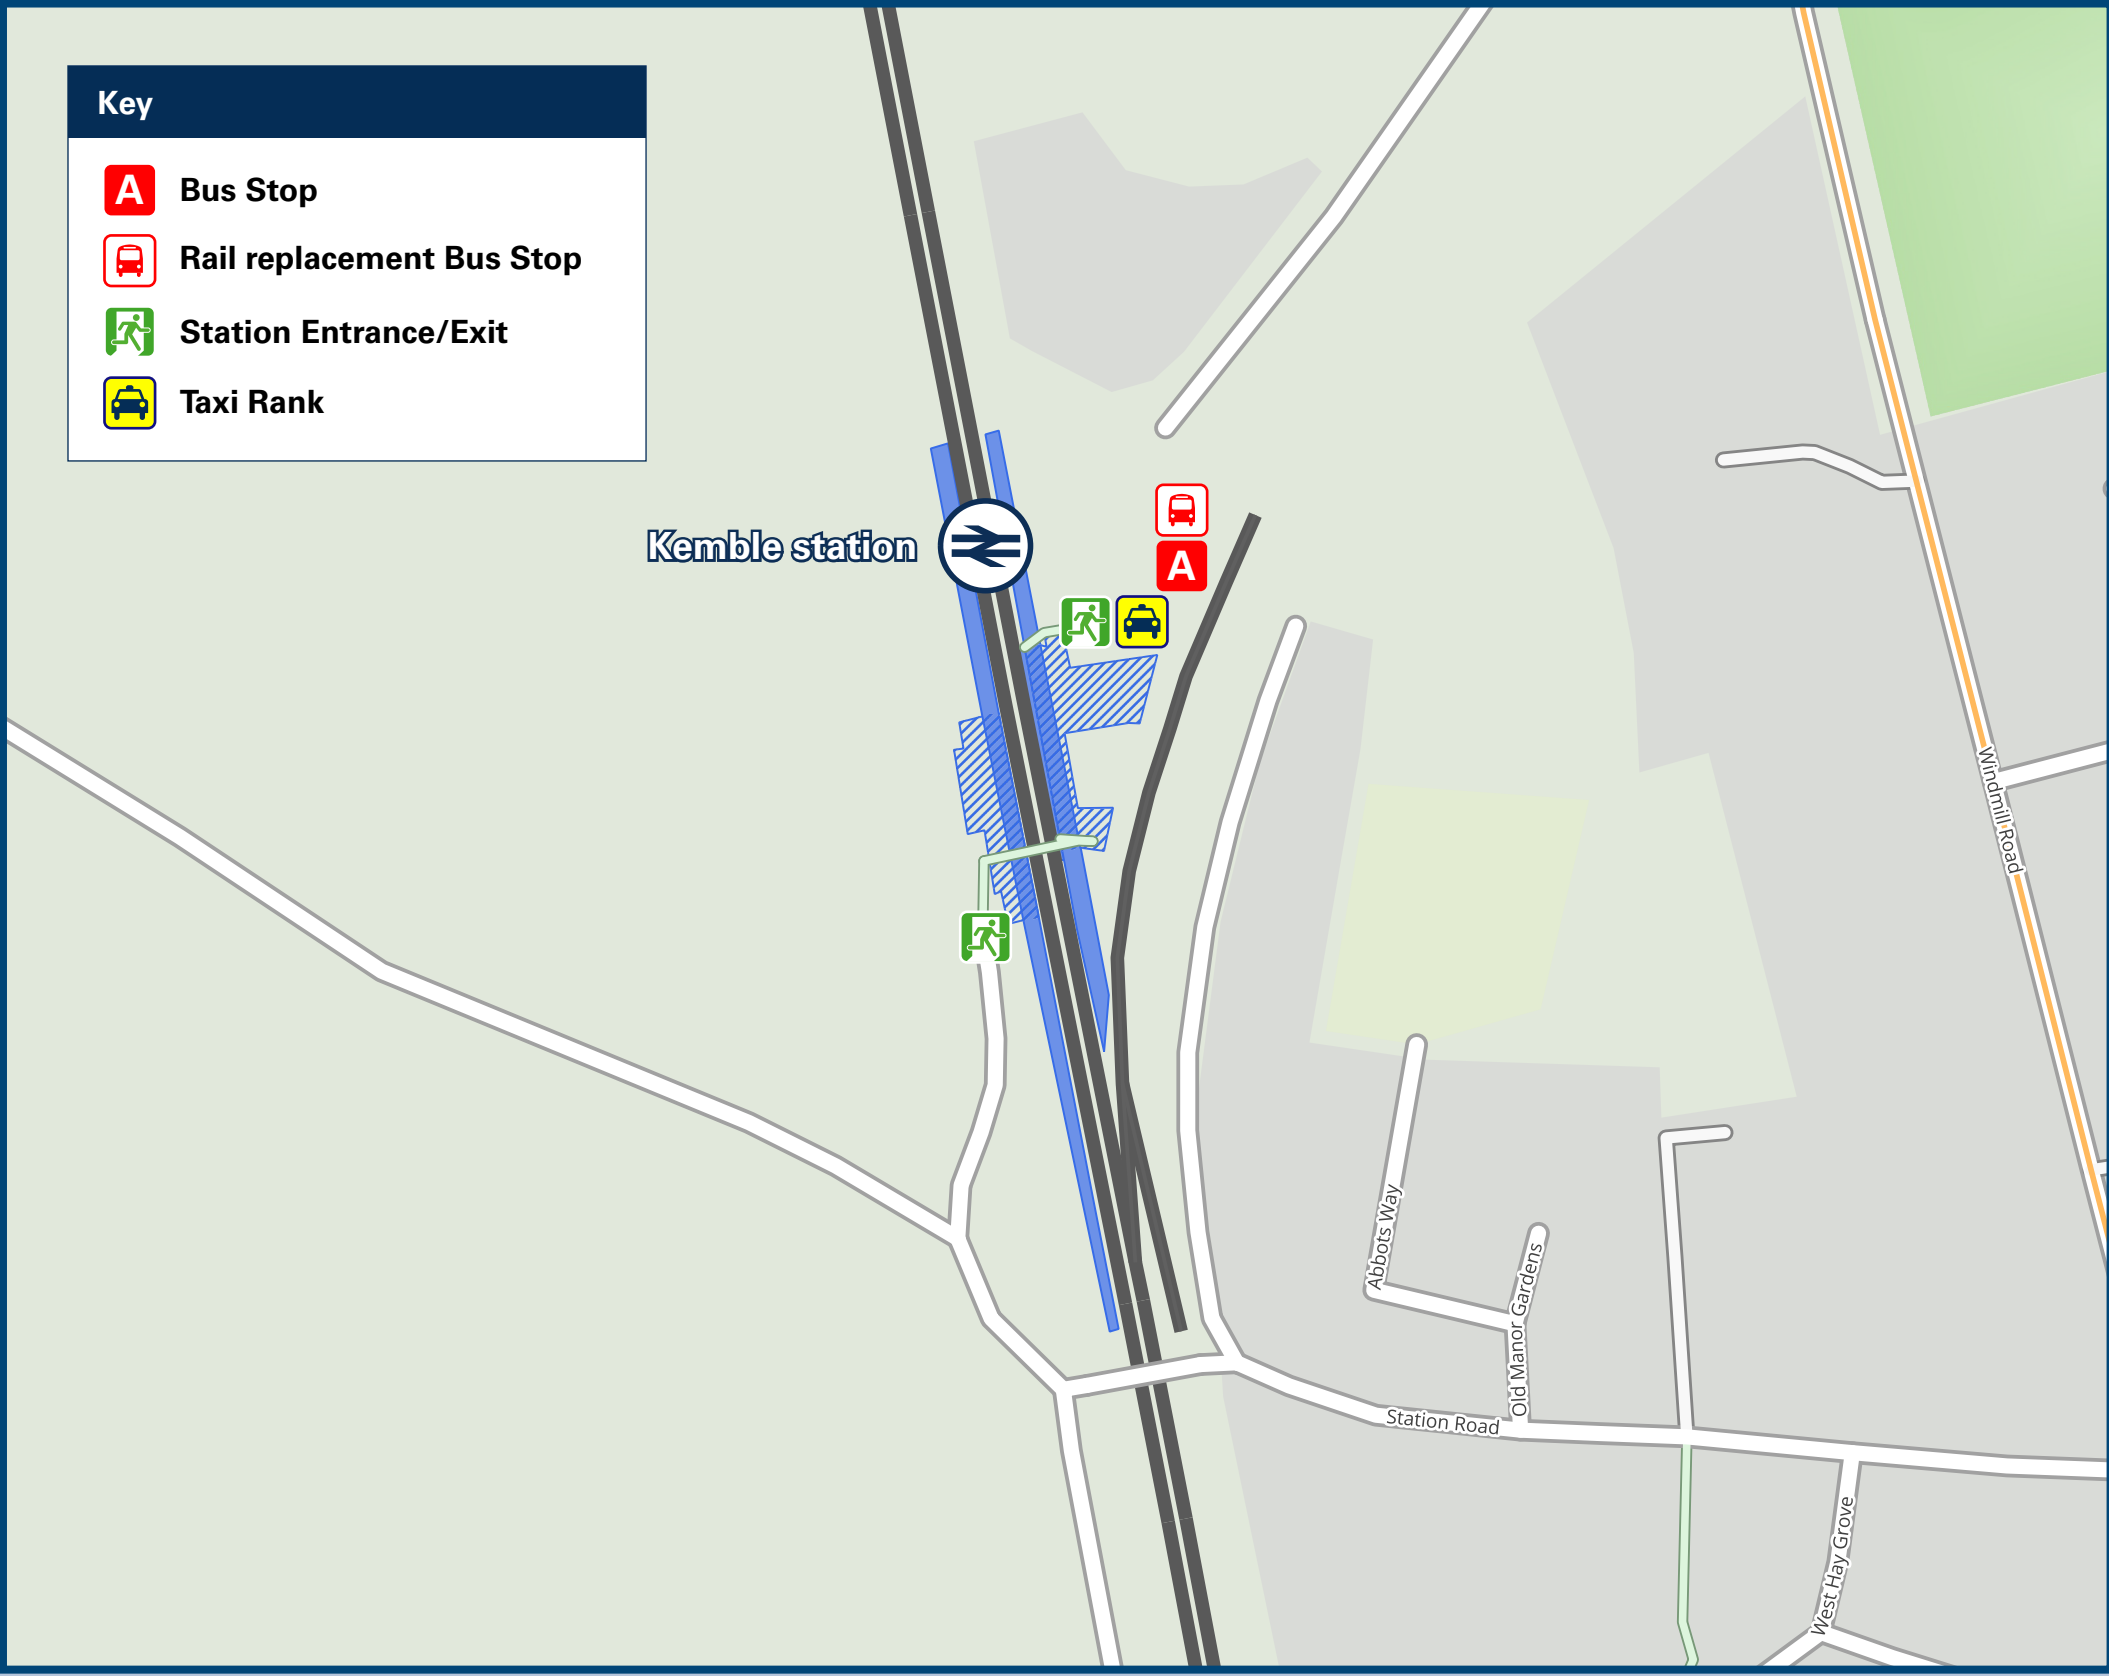 Key
A Bus Stop
Rail replacement Bus Stop
Station Entrance/Exit
Taxi Rank
Kemble station
A
Windmill Road
Abbots Way
Old Manor Gardens
Station Road
West Hay Grove